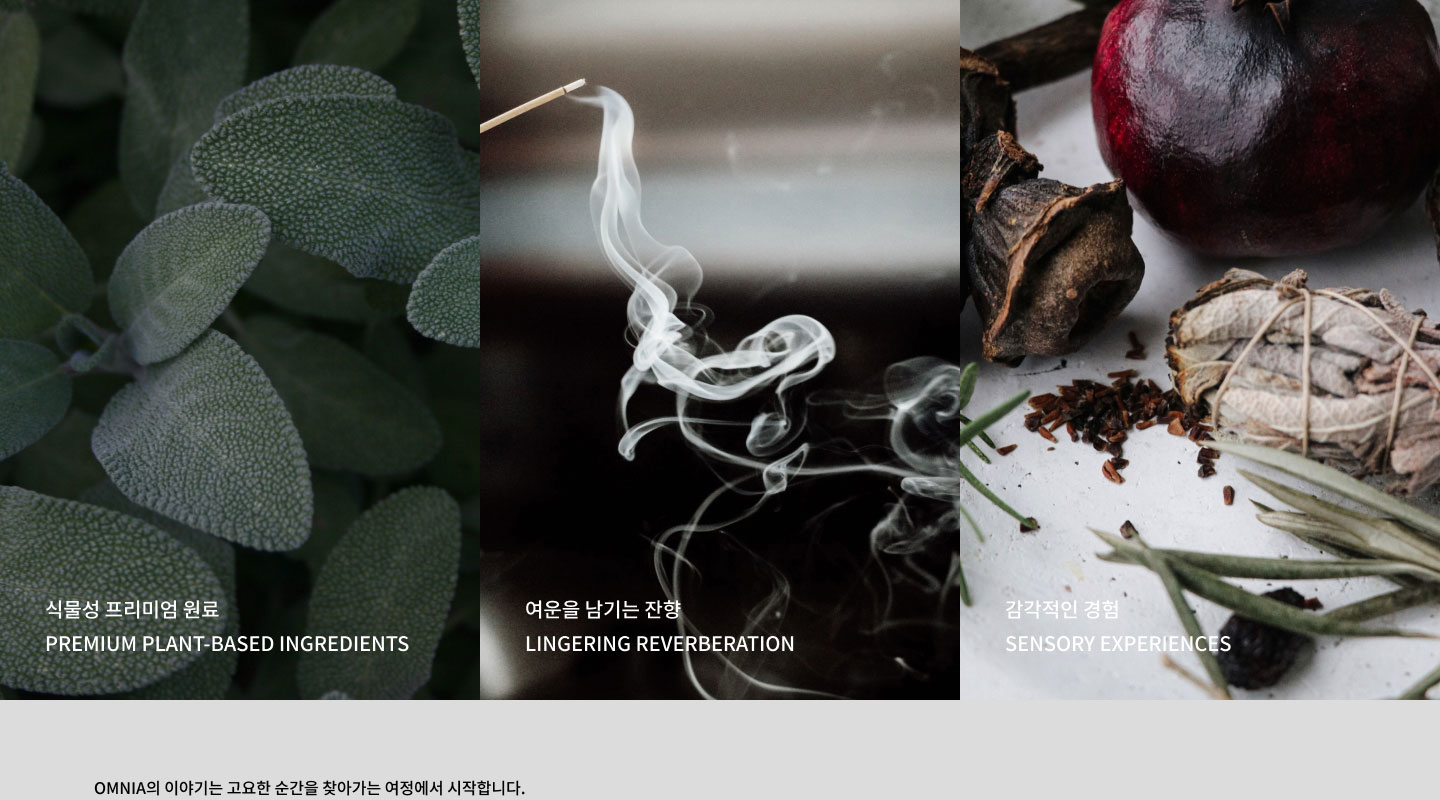 식물성 프리미엄 원료
PREMIUM PLANT-BASED INGREDIENTS
여운을 남기는 잔향
LINGERING REVERBERATION
감각적인 경험
SENSORY EXPERIENCES
OMNIA의 이야기는 고요한 순간을 찾아가는 여정에서 시작합니다.